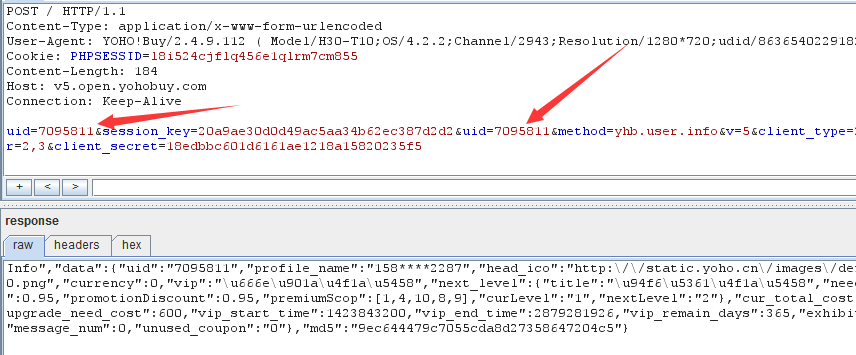 POST / HTTP/1.1
Content-Type: application/x-www-form-urlencoded
User-Agent: YOHO!Buy/2.4.9.112 ( Model/H30-T10;OS/4.2.2;Channel/2943;Resolution/1280*720;udid/8636540229182
Cookie: PHPSESSID=18i524cjflq456e1qlrm7cm855
Content-Length: 184
Host: v5.open.yohobuy.com
Connection: Keep-Alive
uid=7095811&session_key=20a9ae30d0d49ac5aa34b62ec387d2d2&uid=7095811&method=yhb.user.info&v=5&client_type=
r=2,3&client_secret=18edbbc601d6161ae1218a15820235f5
+ < >
response
raw headers hex
Info","data":{"uid":"7095811","profile_name":"158****2287","head_ico":"http:\/\/static.yoho.cn\/images\/de
0.png","currency":0,"vip":"\u666e\u901a\u4f1a\u5458","next_level":{"title":"\u94f6\u5361\u4f1a\u5458","nee
":0.95,"promotionDiscount":0.95,"premiumScop":[1,4,10,8,9],"curLevel":"1","nextLevel":"2"},"cur_total_cost
upgrade_need_cost":600,"vip_start_time":1423843200,"vip_end_time":2879281926,"vip_remain_days":365,"exhibit
"message_num":0,"unused_coupon":"0"},"md5":"9ec644479c7055cda8d27358647204c5"}